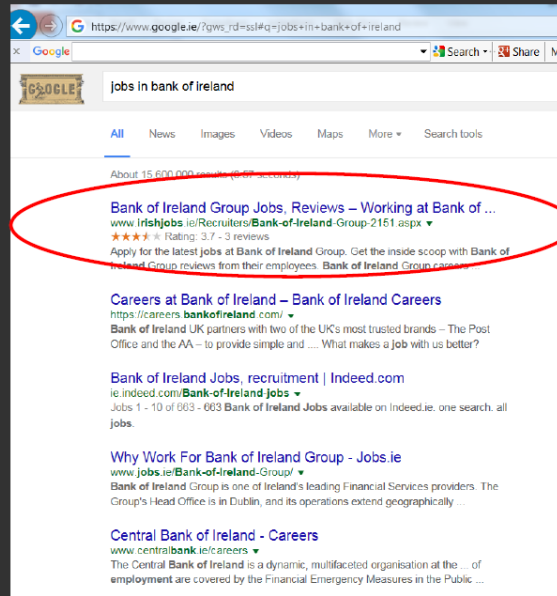 https://www.google.ie/?gws_rd=ssl#q=jobs+in+bank+of+ireland
× Google Search Share M
GOOGLE jobs in bank of ireland
All News Images Videos Maps More Search tools
About 15,600,000 results seconds)
Bank of Ireland Group Jobs, Reviews – Working at Bank of ...
www.irishjobs.ie/Recruiters/Bank-of-Ireland-Group-2151.aspx
Rating: 3.7 - 3 reviews
Apply for the latest jobs at Bank of Ireland Group. Get the inside scoop with Bank of
Ireland Group reviews from their employees. Bank of Ireland Group careers
Careers at Bank of Ireland – Bank of Ireland Careers
https://careers.bankofireland.com/
Bank of Ireland UK partners with two of the UK's most trusted brands – The Post
Office and the AA – to provide simple and .... What makes a job with us better?
Bank of Ireland Jobs, recruitment | Indeed.com
ie.indeed.com/Bank-of-Ireland-jobs
Jobs 1 - 10 of 663 - 663 Bank of Ireland Jobs available on Indeed.ie. one search. all
jobs.
Why Work For Bank of Ireland Group - Jobs.ie
www.jobs.ie/Bank-of-Ireland-Group/
Bank of Ireland Group is one of Ireland's leading Financial Services providers. The
Group's Head Office is in Dublin, and its operations extend geographically ...
Central Bank of Ireland - Careers
www.centralbank.ie/careers
The Central Bank of Ireland is a dynamic, multifaceted organisation at the ... of
employment are covered by the Financial Emergency Measures in the Public ...